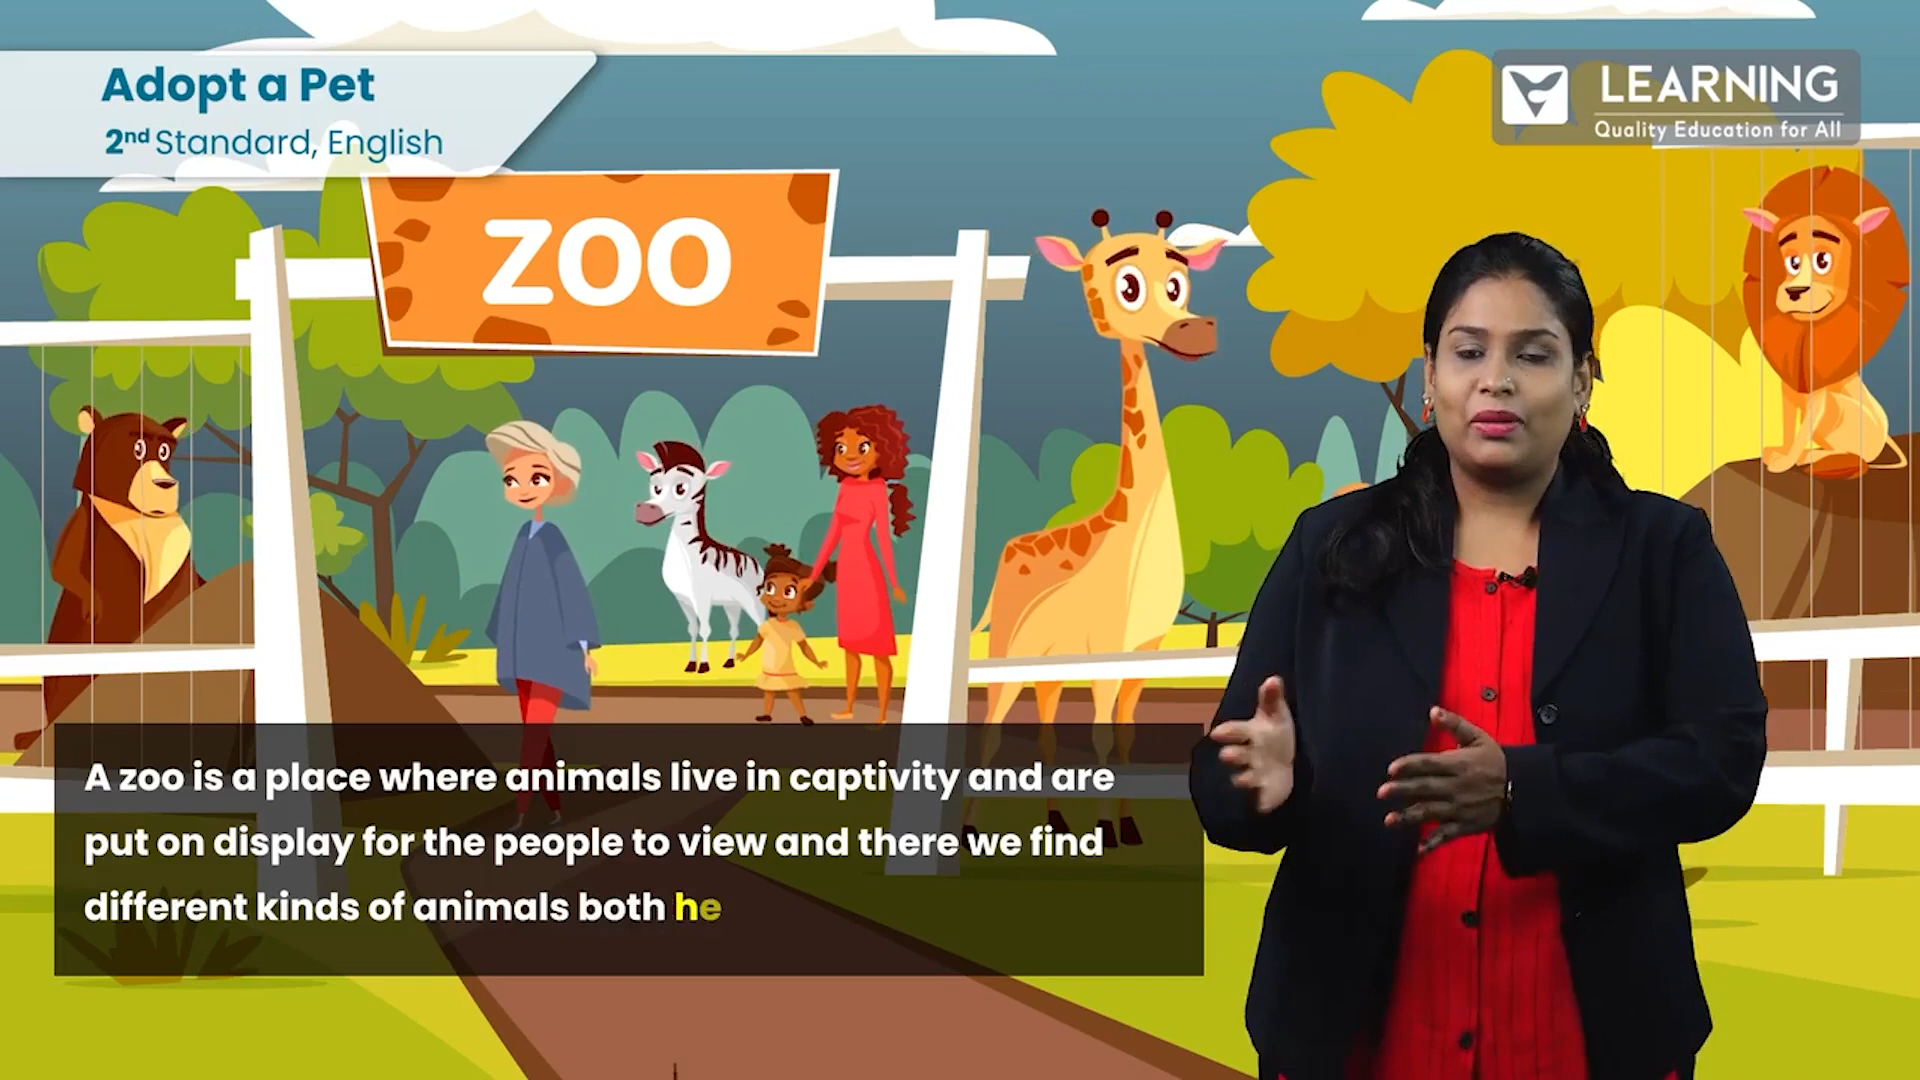 Adopt a Pet
2nd Standard, English
LEARNING
Quality Education for All
ZOO
A zoo is a place where animals live in captivity and are
put on display for the people to view and there we find
different kinds of animals both he